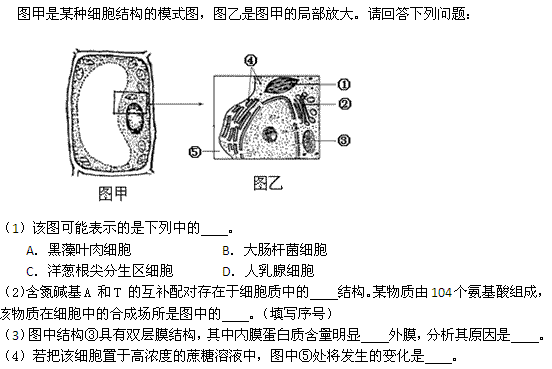 图甲是某种细胞结构的模式图，图乙是图甲的局部放大。请回答下列问题：
④
①
②
③
⑤
图甲
图乙
（1）该图可能表示的是下列中的____。
A．黑藻叶肉细胞 B．大肠杆菌细胞
C．洋葱根尖分生区细胞 D．人乳腺细胞
（2）含氮碱基A 和T 的互补配对存在于细胞质中的____结构。某物质由104个氨基酸组成，
该物质在细胞中的合成场所是图中的____。（填写序号）
（3）图中结构③具有双层膜结构，其中内膜蛋白质含量明显____外膜，分析其原因是____。
（4）若把该细胞置于高浓度的蔗糖溶液中，图中⑤处将发生的变化是____。